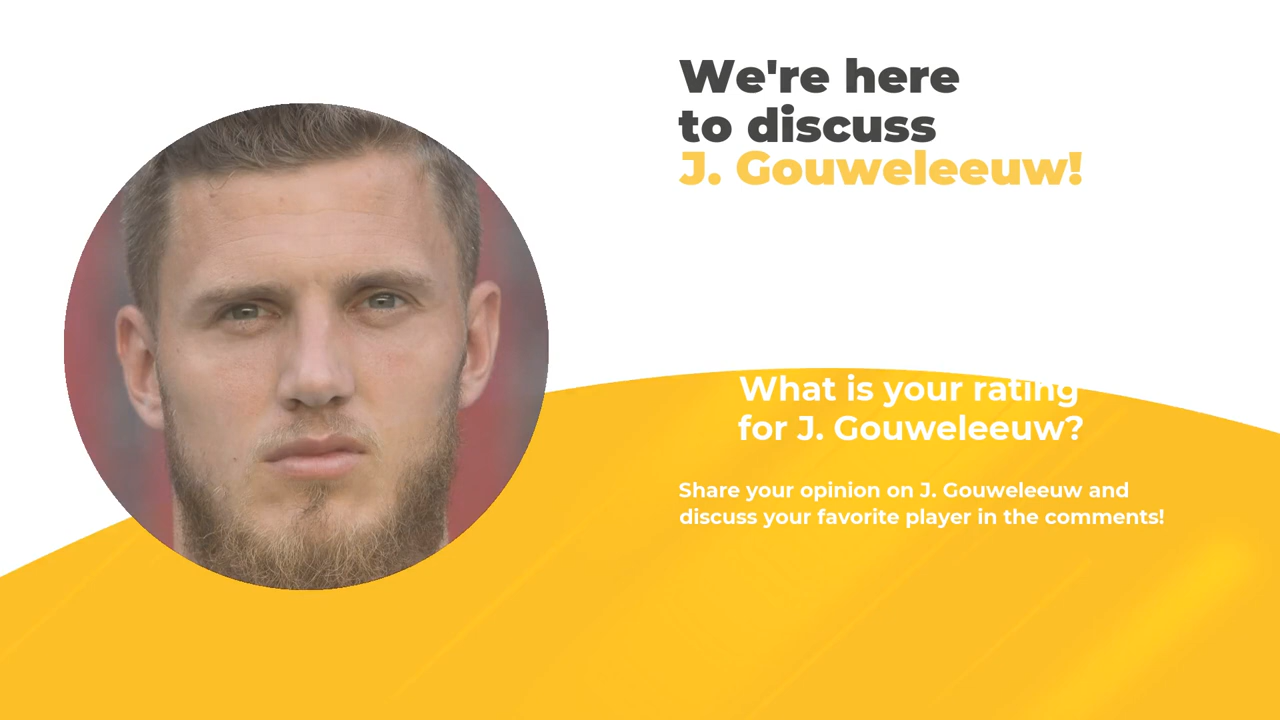 We're here
to discuss
J. Gouweleeuw!
What is your rating
for J. Gouweleeuw?
Share your opinion on J. Gouweleeuw and
discuss your favorite player in the comments!